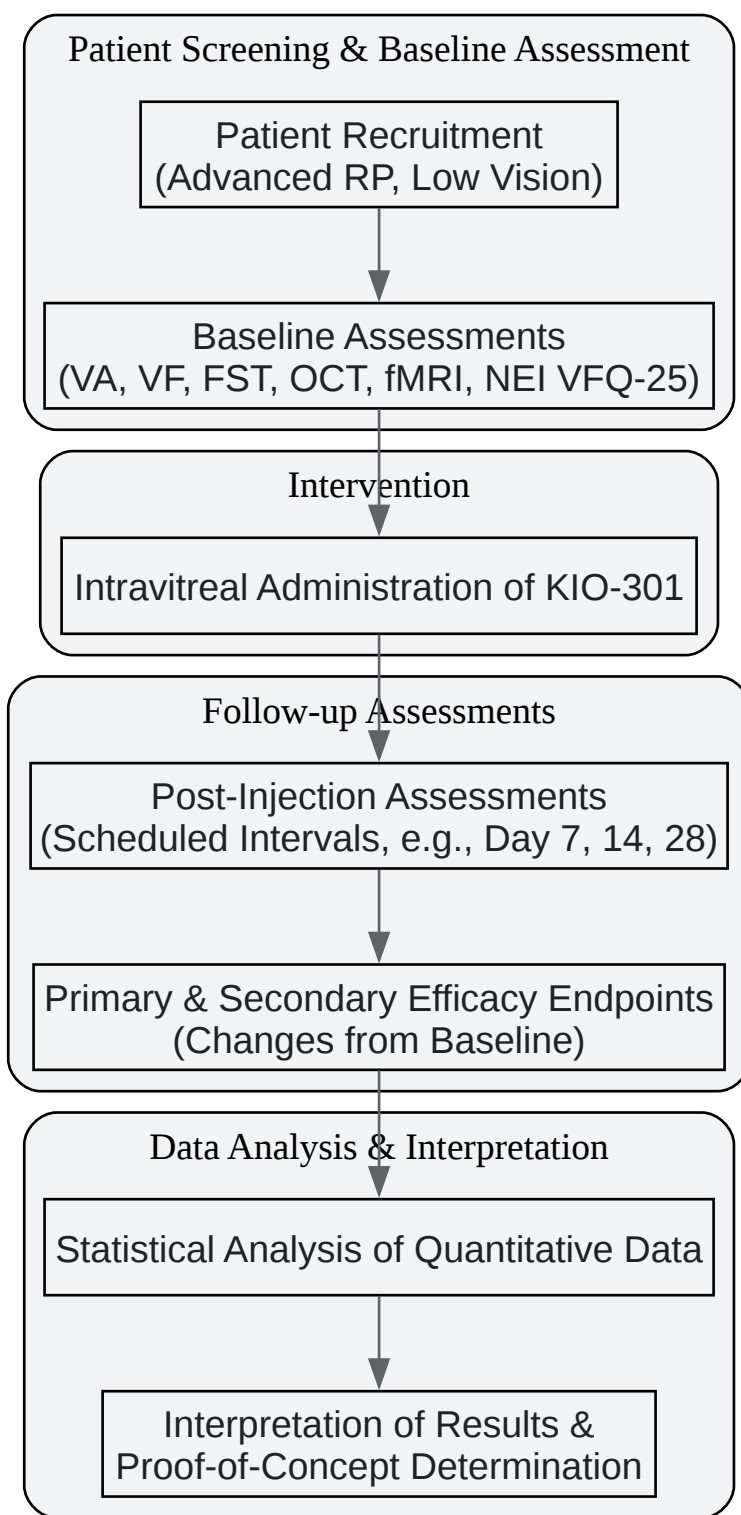 Patient Screening & Baseline Assessment
Patient Recruitment
(Advanced RP, Low Vision)
Baseline Assessments
(VA, VF, FST, OCT, fMRI, NEI VFQ-25)
Intervention
Intravitreal Administration of KIO-301
Follow-up Assessments
Post-Injection Assessments
(Scheduled Intervals, e.g., Day 7, 14, 28)
Primary & Secondary Efficacy Endpoints
(Changes from Baseline)
Data Analysis & Interpretation
Statistical Analysis of Quantitative Data
Interpretation of Results &
Proof-of-Concept Determination